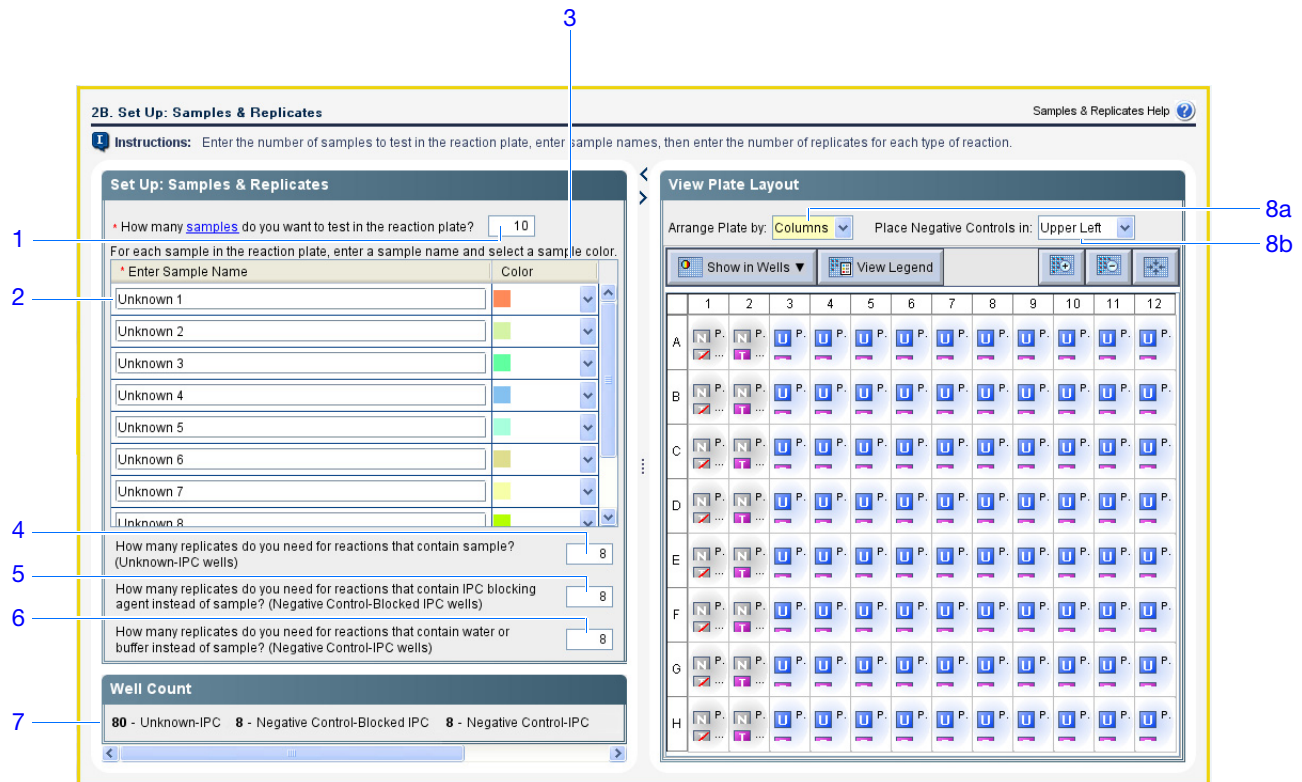 3
2B. Set Up: Samples & Replicates
Samples & Replicates Help ?
I Instructions: Enter the number of samples to test in the reaction plate, enter sample names, then enter the number of replicates for each type of reaction.
Set Up: Samples & Replicates
* How many samples do you want to test in the reaction plate? 10
1
For each sample in the reaction plate, enter a sample name and select a sample color.
* Enter Sample Name Color
2
Unknown 1
Unknown 2
Unknown 3
Unknown 4
Unknown 5
Unknown 6
Unknown 7
Unknown 8
4
How many replicates do you need for reactions that contain sample?
(Unknown-IPC wells) 8
5
How many replicates do you need for reactions that contain IPC blocking
agent instead of sample? (Negative Control-Blocked IPC wells) 8
6
How many replicates do you need for reactions that contain water or
buffer instead of sample? (Negative Control-IPC wells) 8
Well Count
7
80 - Unknown-IPC 8 - Negative Control-Blocked IPC 8 - Negative Control-IPC
View Plate Layout
8a
Arrange Plate by: Columns Place Negative Controls in: Upper Left
8b
Show in Wells ▼ View Legend
1 2 3 4 5 6 7 8 9 10 11 12
A N P. N P. U P. U P. U P. U P. U P. U P. U P. U P. U P. U P.
... T ...
B N P. N P. U P. U P. U P. U P. U P. U P. U P. U P. U P. U P.
... T ...
C N P. N P. U P. U P. U P. U P. U P. U P. U P. U P. U P. U P.
... T ...
D N P. N P. U P. U P. U P. U P. U P. U P. U P. U P. U P. U P.
... T ...
E N P. N P. U P. U P. U P. U P. U P. U P. U P. U P. U P. U P.
... T ...
F N P. N P. U P. U P. U P. U P. U P. U P. U P. U P. U P. U P.
... T ...
G N P. N P. U P. U P. U P. U P. U P. U P. U P. U P. U P. U P.
... T ...
H N P. N P. U P. U P. U P. U P. U P. U P. U P. U P. U P. U P.
... T ...